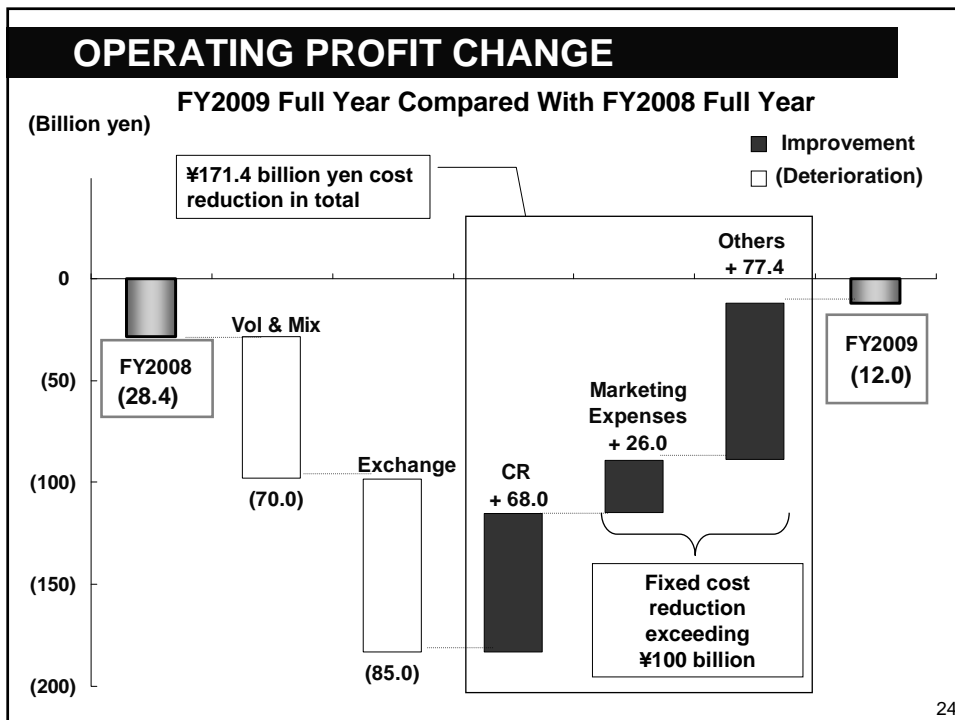 OPERATING PROFIT CHANGE
FY2009 Full Year Compared With FY2008 Full Year
(Billion yen)
Improvement
(Deterioration)
¥171.4 billion yen cost
reduction in total
Others
+ 77.4
0
Vol & Mix
FY2008
(28.4)
FY2009
(12.0)
(50)
Marketing
Expenses
+ 26.0
Exchange
CR
+ 68.0
(100)
(70.0)
(150)
Fixed cost
reduction
exceeding
¥100 billion
(85.0)
(200)
24